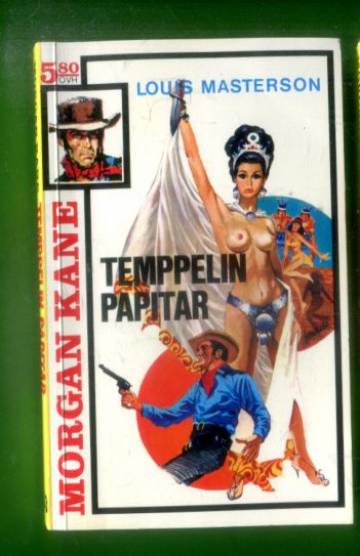 5 80
OVH
LOUIS MASTERSON
TEMPPELIN
PAPITAR
MORGAN KANE